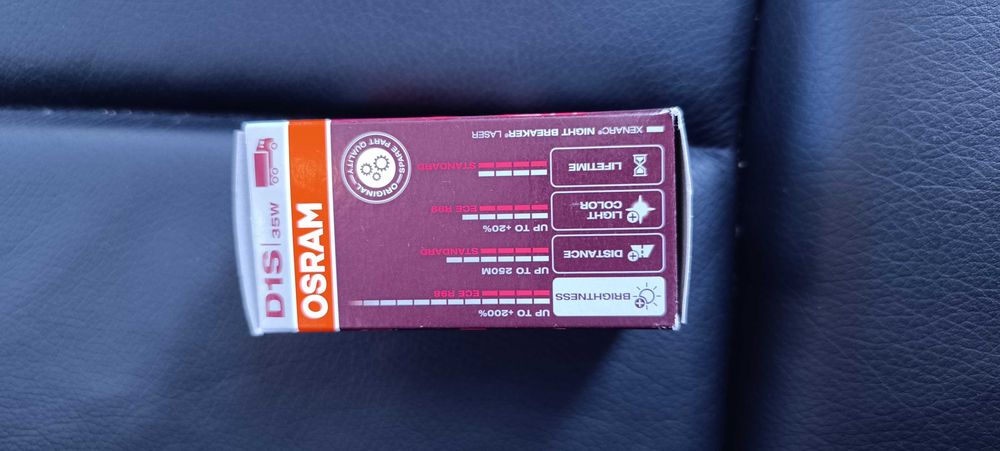 XENARC® NIGHT BREAKER® LASER
LIFETIME
STANDARD
LIGHT
COLOR
UP TO +20%
ECE R99
DISTANCE
UP TO 250M
STANDARD
BRIGHTNESS
UP TO +200%
ECE R98
ORIGINAL
SPARE PART QUALITY
OSRAM
D1S | 35W